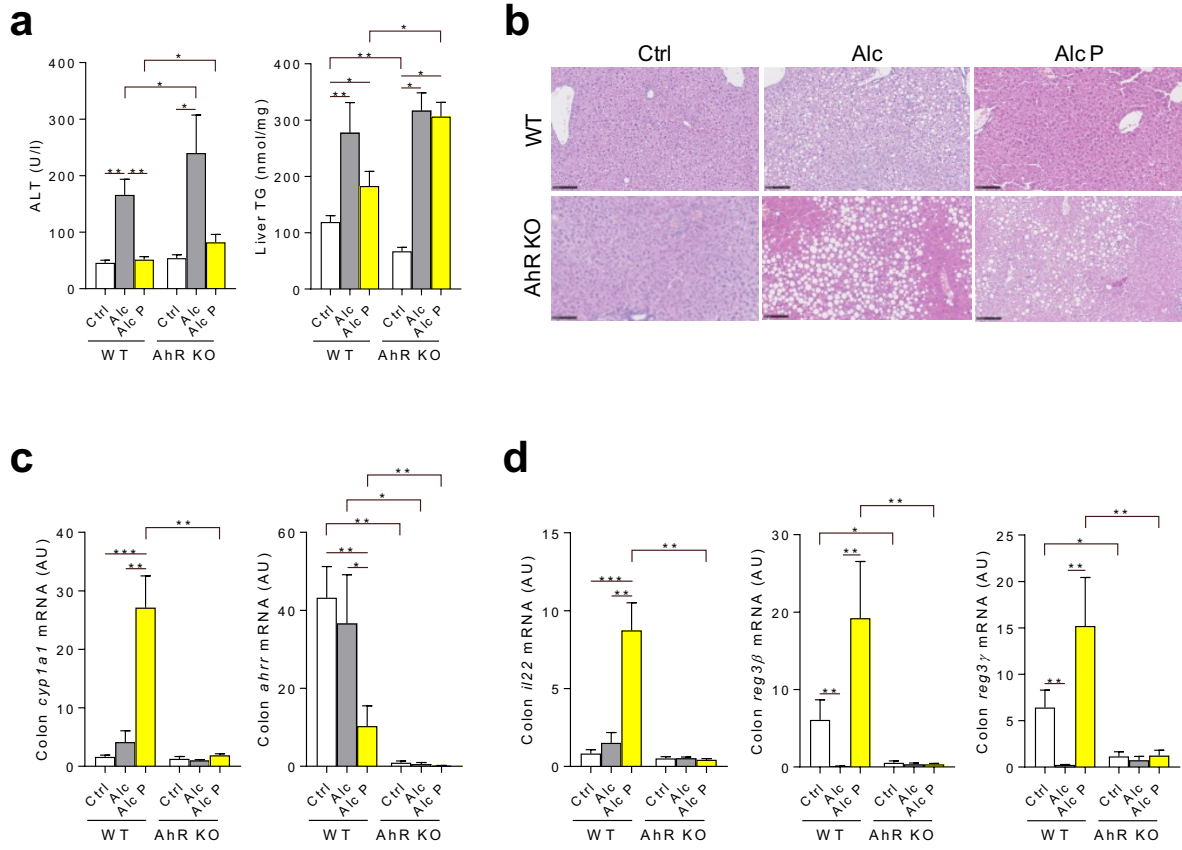 a
b
400
300
200
100
0
ALT (U/l)
*
*
*
** **
Ctrl
Alc
Alc P
Ctrl
Alc
Alc P
WT
AhR KO
400
300
200
100
0
Liver TG (nmol/mg)
*
**
*
**
*
*
Ctrl
Alc
Alc P
Ctrl
Alc
Alc P
WT
AhR KO
Ctrl
Alc
Alc P
WT
AhR KO
c
d
40
30
20
10
0
Colon cyp1a1 mRNA (AU)
**
***
**
Ctrl
Alc
Alc P
Ctrl
Alc
Alc P
WT
AhR KO
60
40
20
0
Colon ahrr mRNA (AU)
**
*
**
**
*
Ctrl
Alc
Alc P
Ctrl
Alc
Alc P
WT
AhR KO
15
10
5
0
Colon il22 mRNA (AU)
**
***
**
Ctrl
Alc
Alc P
Ctrl
Alc
Alc P
WT
AhR KO
30
20
10
0
Colon reg3β mRNA (AU)
**
*
**
**
Ctrl
Alc
Alc P
Ctrl
Alc
Alc P
WT
AhR KO
25
20
15
10
5
0
Colon reg3γ mRNA (AU)
**
*
**
**
Ctrl
Alc
Alc P
Ctrl
Alc
Alc P
WT
AhR KO